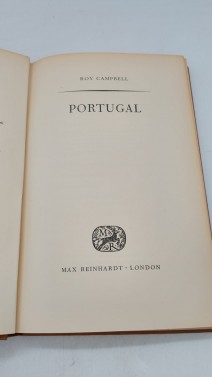 ROY CAMPBELL
PORTUGAL
MAX REINHARDT · LONDON